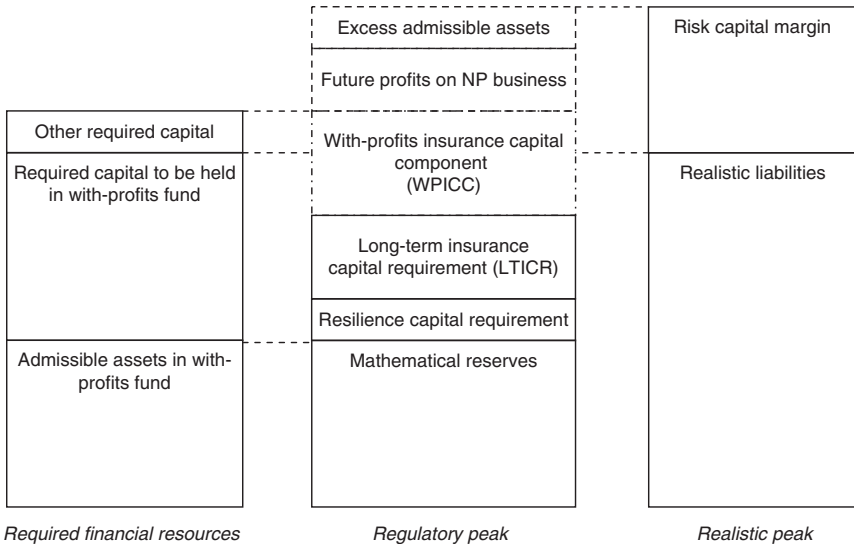 Other required capital
Required capital to be held
in with-profits fund
Admissible assets in with-
profits fund
Required financial resources
Excess admissible assets
Future profits on NP business
With-profits insurance capital
component
(WPICC)
Long-term insurance
capital requirement (LTICR)
Resilience capital requirement
Mathematical reserves
Regulatory peak
Risk capital margin
Realistic liabilities
Realistic peak